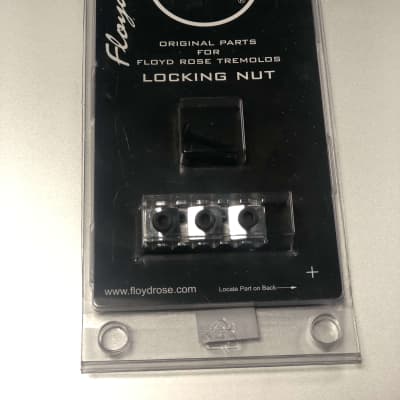 Floyd
®
ORIGINAL PARTS
FOR
FLOYD ROSE TREMOLOS
LOCKING NUT
www.floydrose.com
Locate Part on Back